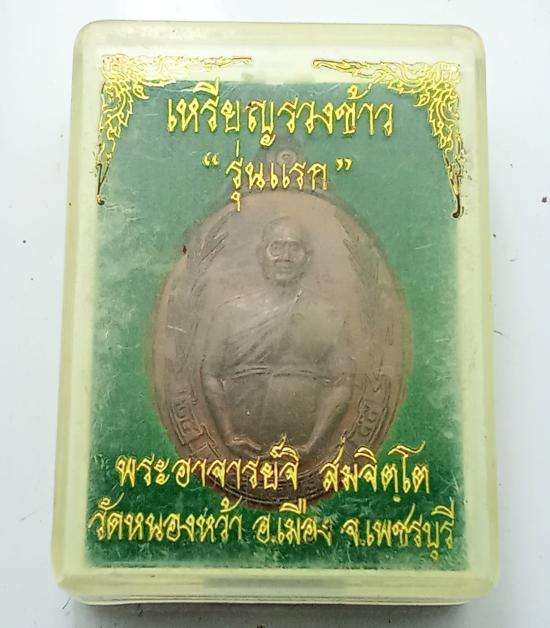 เหรียญรวงข้าว
“รุ่นแรก”
พระอาจารย์จิ สมจิตฺโต
วัดหนองหว้า อ.เมือง จ.เพชรบุรี